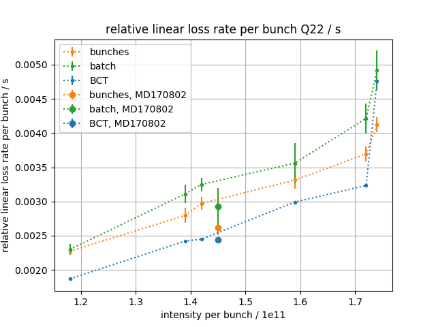 relative linear loss rate per bunch Q22 / s
relative linear loss rate per bunch / s
0.0050
0.0045
0.0040
0.0035
0.0030
0.0025
0.0020
bunches
batch
BCT
bunches, MD170802
batch, MD170802
BCT, MD170802
1.2
1.3
1.4
1.5
1.6
1.7
intensity per bunch / 1e11